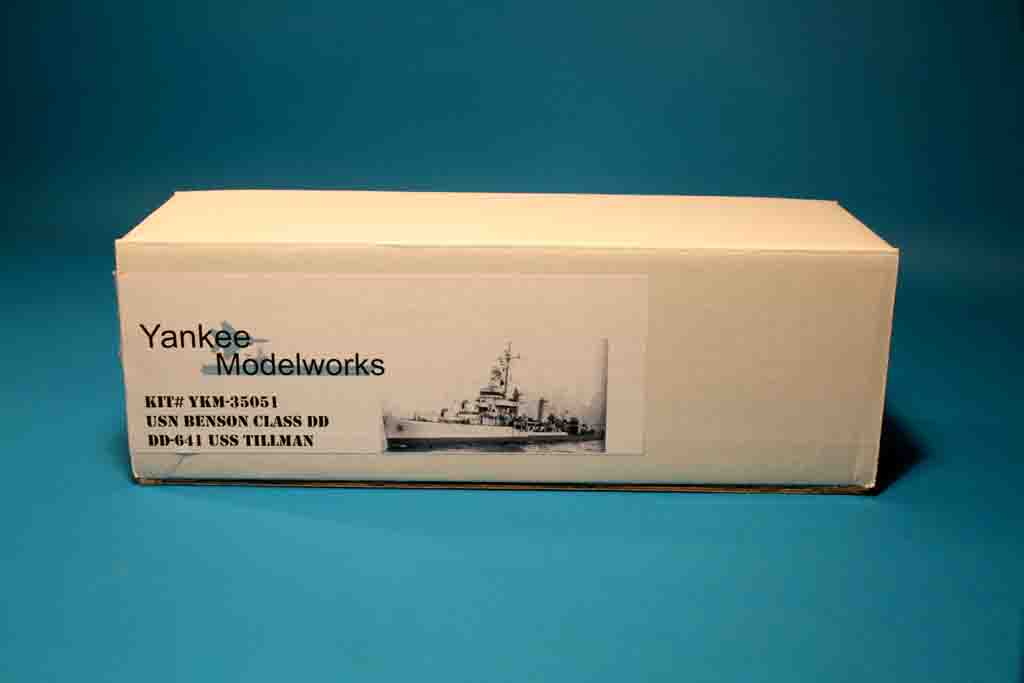 Yankee
Modelworks
KIT# YKM-35051
USN BENSON CLASS DD
DD-641 USS TILLMAN